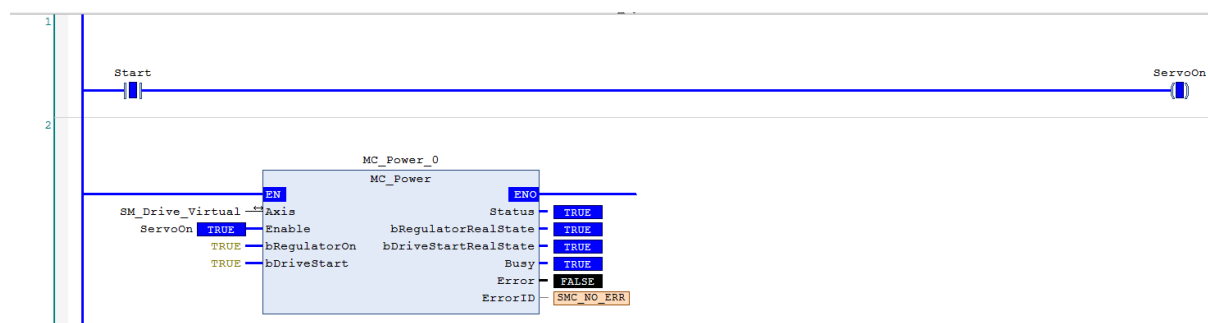 1
Start
ServoOn
2
MC_Power_0
MC_Power
EN ENO
SM_Drive_Virtual Axis Status TRUE
ServoOn TRUE Enable bRegulatorRealState TRUE
TRUE bRegulatorOn bDriveStartRealState TRUE
TRUE bDriveStart Busy TRUE
Error FALSE
ErrorID SMC_NO_ERR